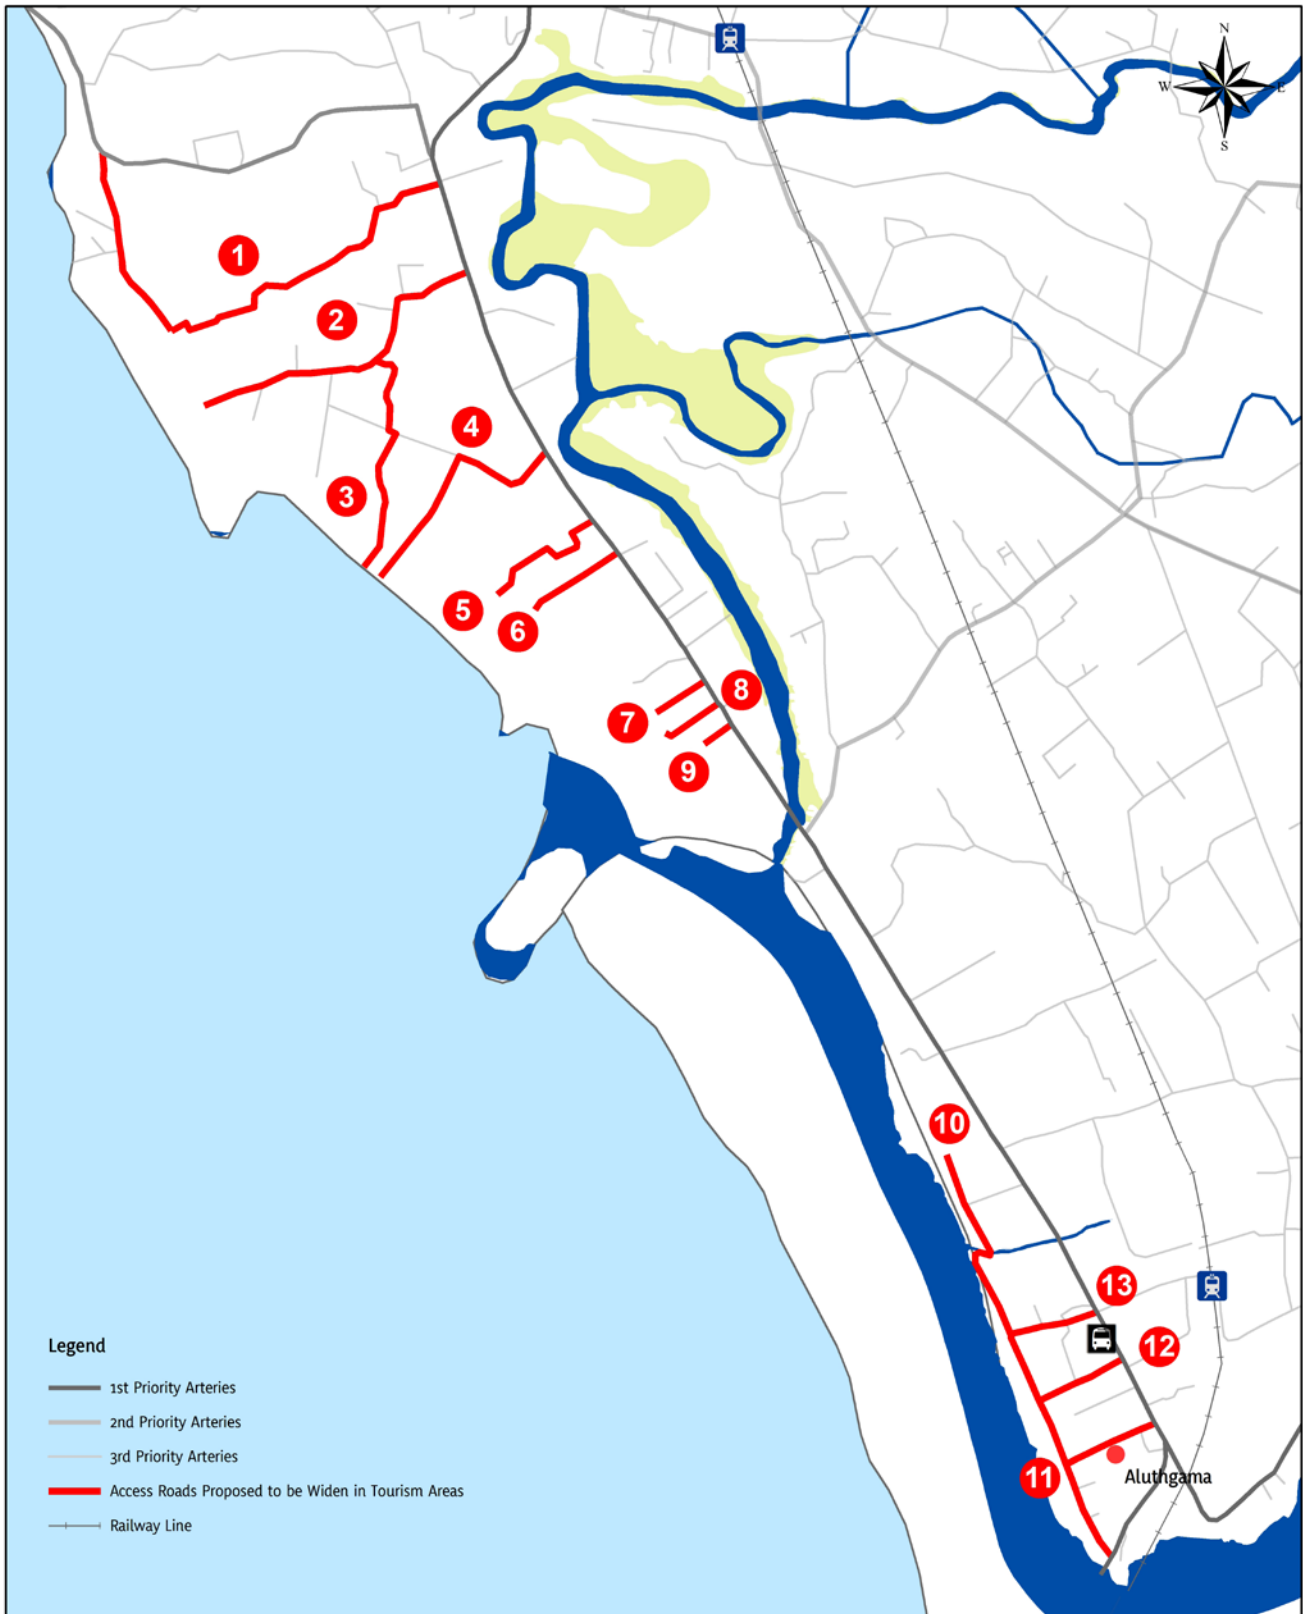 N
W E
S
1
2
4
3
5
6
8
7
9
10
13
12
11
Aluthgama
Legend
1st Priority Arteries
2nd Priority Arteries
3rd Priority Arteries
Access Roads Proposed to be Widen in Tourism Areas
Railway Line